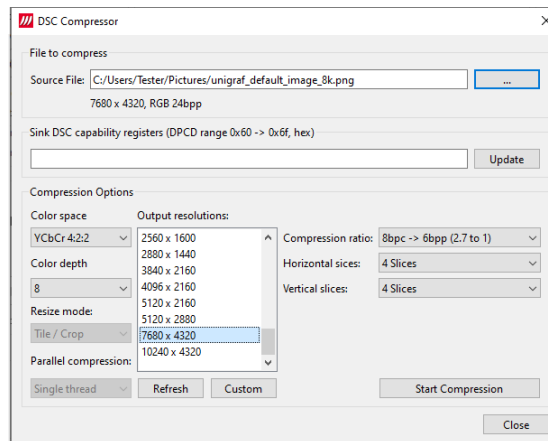 DSC Compressor
File to compress
Source File: C:/Users/Tester/Pictures/unigraf_default_image_8k.png ...
7680 x 4320, RGB 24bpp
Sink DSC capability registers (DPCD range 0x60 -> 0x6f, hex)
Update
Compression Options
Color space
YCbCr 4:2:2
Color depth
8
Resize mode:
Tile / Crop
Parallel compression:
Single thread
Output resolutions:
2560 x 1600
2880 x 1440
3840 x 2160
4096 x 2160
5120 x 2160
5120 x 2880
7680 x 4320
10240 x 4320
Refresh Custom
Compression ratio: 8bpc -> 6bpp (2.7 to 1)
Horizontal sices: 4 Slices
Vertical slices: 4 Slices
Start Compression
Close